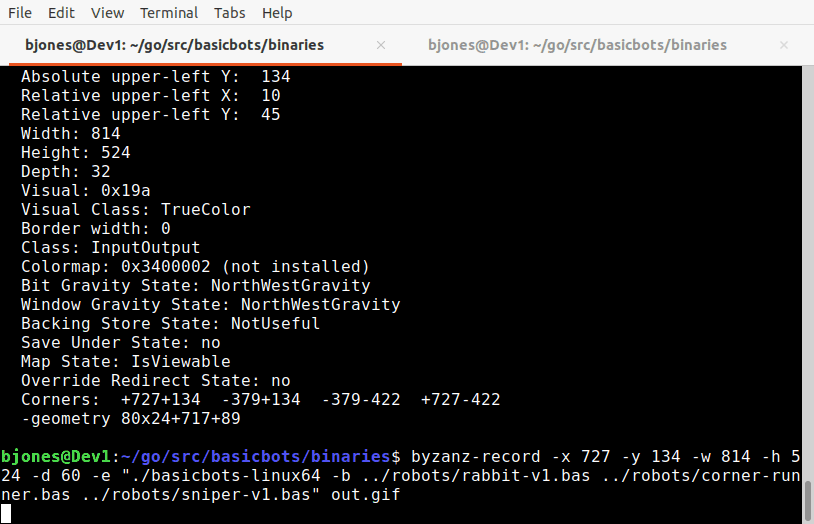 File Edit View Terminal Tabs Help
bjones@Dev1: ~/go/src/basicbots/binaries × bjones@Dev1: ~/go/src/basicbots/binaries ×
Absolute upper-left Y:  134
Relative upper-left X:  10
Relative upper-left Y:  45
Width: 814
Height: 524
Depth: 32
Visual: 0x19a
Visual Class: TrueColor
Border width: 0
Class: InputOutput
Colormap: 0x3400002 (not installed)
Bit Gravity State: NorthWestGravity
Window Gravity State: NorthWestGravity
Backing Store State: NotUseful
Save Under State: no
Map State: IsViewable
Override Redirect State: no
Corners:  +727+134  -379+134  -379-422  +727-422
-geometry 80x24+717+89
bjones@Dev1:~/go/src/basicbots/binaries$ byzanz-record -x 727 -y 134 -w 814 -h 5
24 -d 60 -e "./basicbots-linux64 -b ../robots/rabbit-v1.bas ../robots/corner-run
ner.bas ../robots/sniper-v1.bas" out.gif